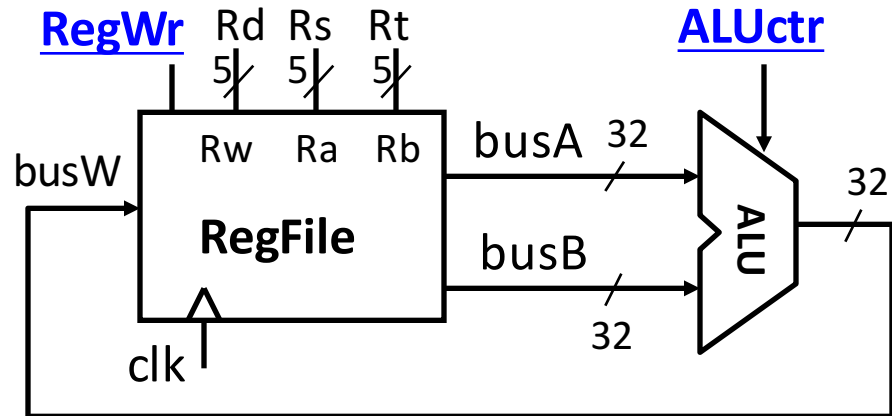 RegWr Rd Rs Rt ALUctr
5 5 5
Rw Ra Rb
busA 32
busW
32
RegFile
ALU
busB
32
clk